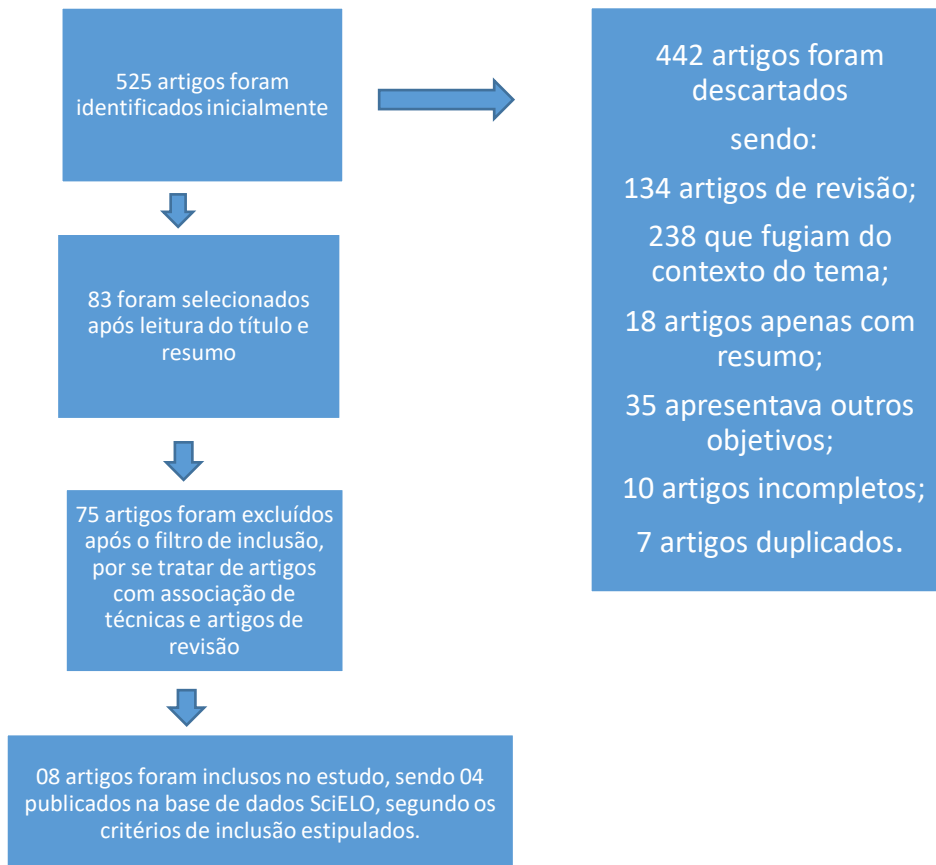 525 artigos foram
identificados inicialmente
442 artigos foram
descartados
sendo:
134 artigos de revisão;
238 que fugiam do
contexto do tema;
18 artigos apenas com
resumo;
35 apresentava outros
objetivos;
10 artigos incompletos;
7 artigos duplicados.
83 foram selecionados
após leitura do título e
resumo
75 artigos foram excluídos
após o filtro de inclusão,
por se tratar de artigos
com associação de
técnicas e artigos de
revisão
08 artigos foram inclusos no estudo, sendo 04
publicados na base de dados SciELO, segundo os
critérios de inclusão estipulados.